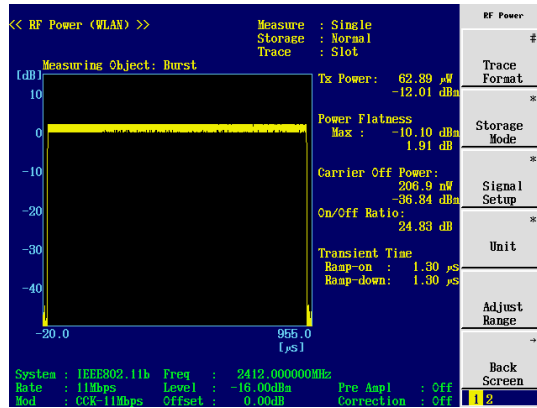 << RF Power (WLAN) >>
Measure : Single
Storage : Normal
Trace : Slot
Measuring Object: Burst
[dB]
10
0
-10
-20
-30
-40
-20.0
955.0
[µs]
Tx Power: 62.89 µW
-12.01 dBm
Power Flatness
Max : -10.10 dBm
1.91 dB
Carrier Off Power:
206.9 nW
-36.84 dBm
On/Off Ratio:
24.83 dB
Transient Time
Ramp-on : 1.30 µs
Ramp-down: 1.30 µs
System : IEEE802.11b Freq : 2412.000000MHz
Rate : 11Mbps Level : -16.00dBm Pre Ampl : Off
Mod : CCK-11Mbps Offset : 0.00dB Correction : Off
RF Power
#
Trace
Format
*
Storage
Mode
*
Signal
Setup
*
Unit
Adjust
Range
→
Back
Screen
1 2